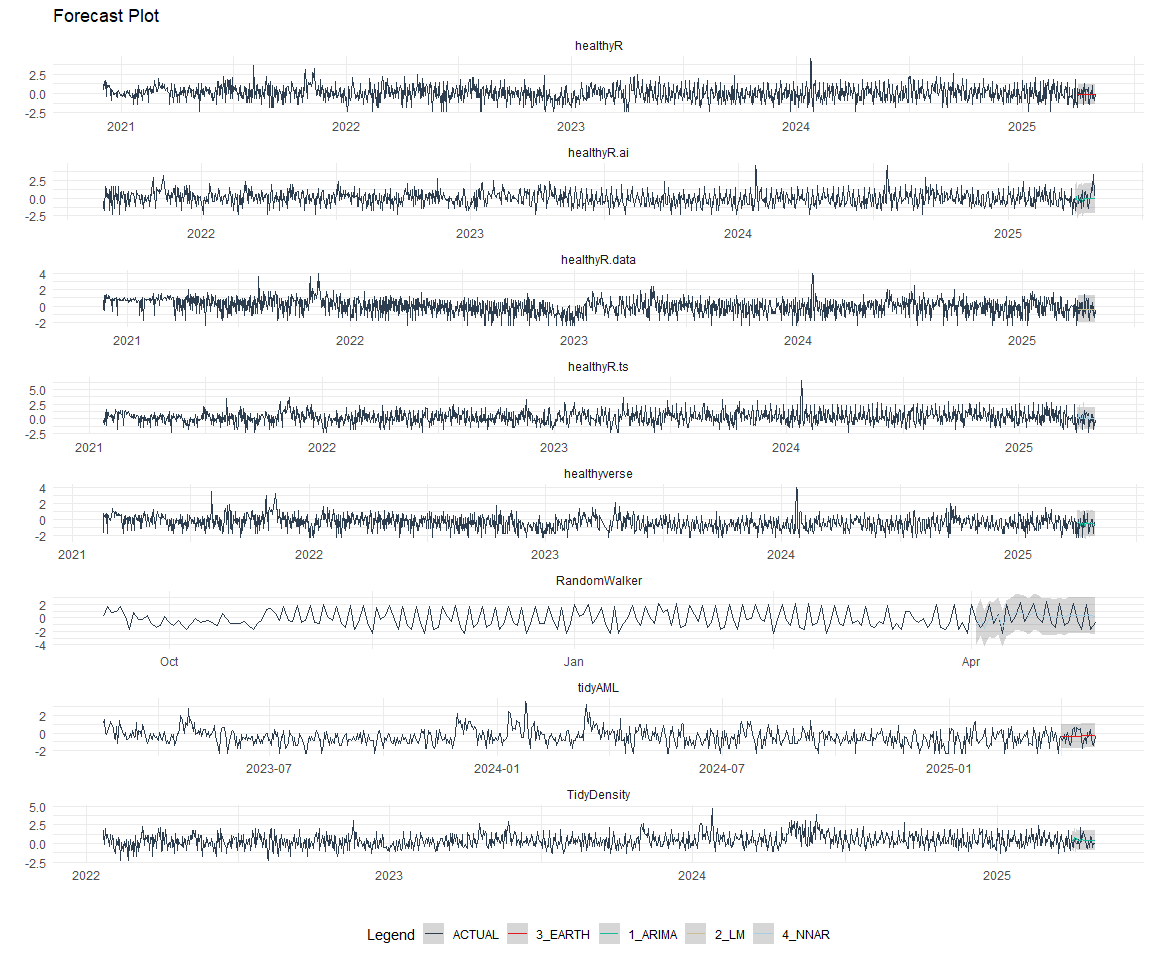 Forecast Plot
healthyR
2.5
0.0
-2.5
2021 2022 2023 2024 2025
healthyR.ai
2.5
0.0
-2.5
2022 2023 2024 2025
healthyR.data
4
2
0
-2
2021 2022 2023 2024 2025
healthyR.ts
5.0
2.5
0.0
-2.5
2021 2022 2023 2024 2025
healthyverse
4
2
0
-2
2021 2022 2023 2024 2025
RandomWalker
2
0
-2
-4
Oct Jan Apr
tidyAML
2
0
-2
2023-07 2024-01 2024-07 2025-01
TidyDensity
5.0
2.5
0.0
-2.5
2022 2023 2024 2025
Legend ACTUAL 3_EARTH 1_ARIMA 2_LM 4_NNAR